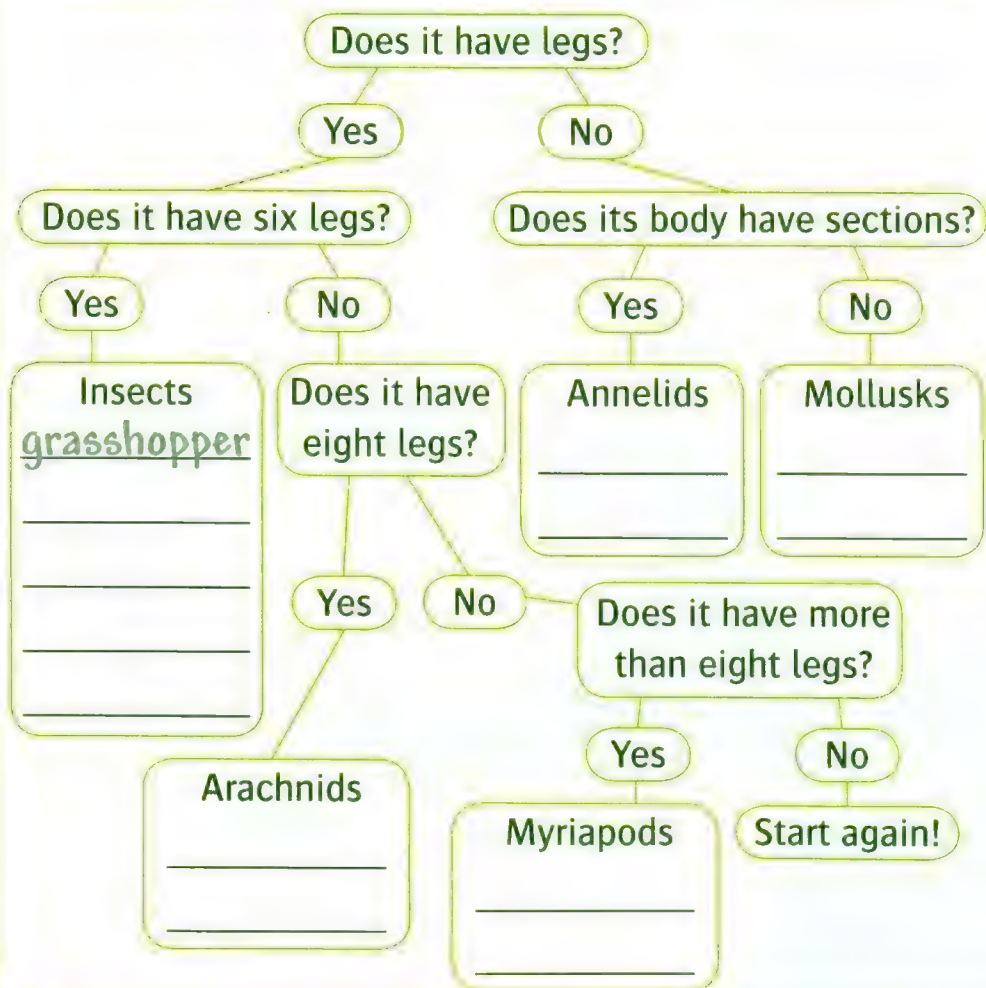 Does it have legs?
Yes
No
Does it have six legs?
Does its body have sections?
Yes
No
Yes
No
Insects
grasshopper
Does it have
eight legs?
Annelids
Mollusks
Yes
No
Does it have more
than eight legs?
Yes
No
Arachnids
Myriapods
Start again!